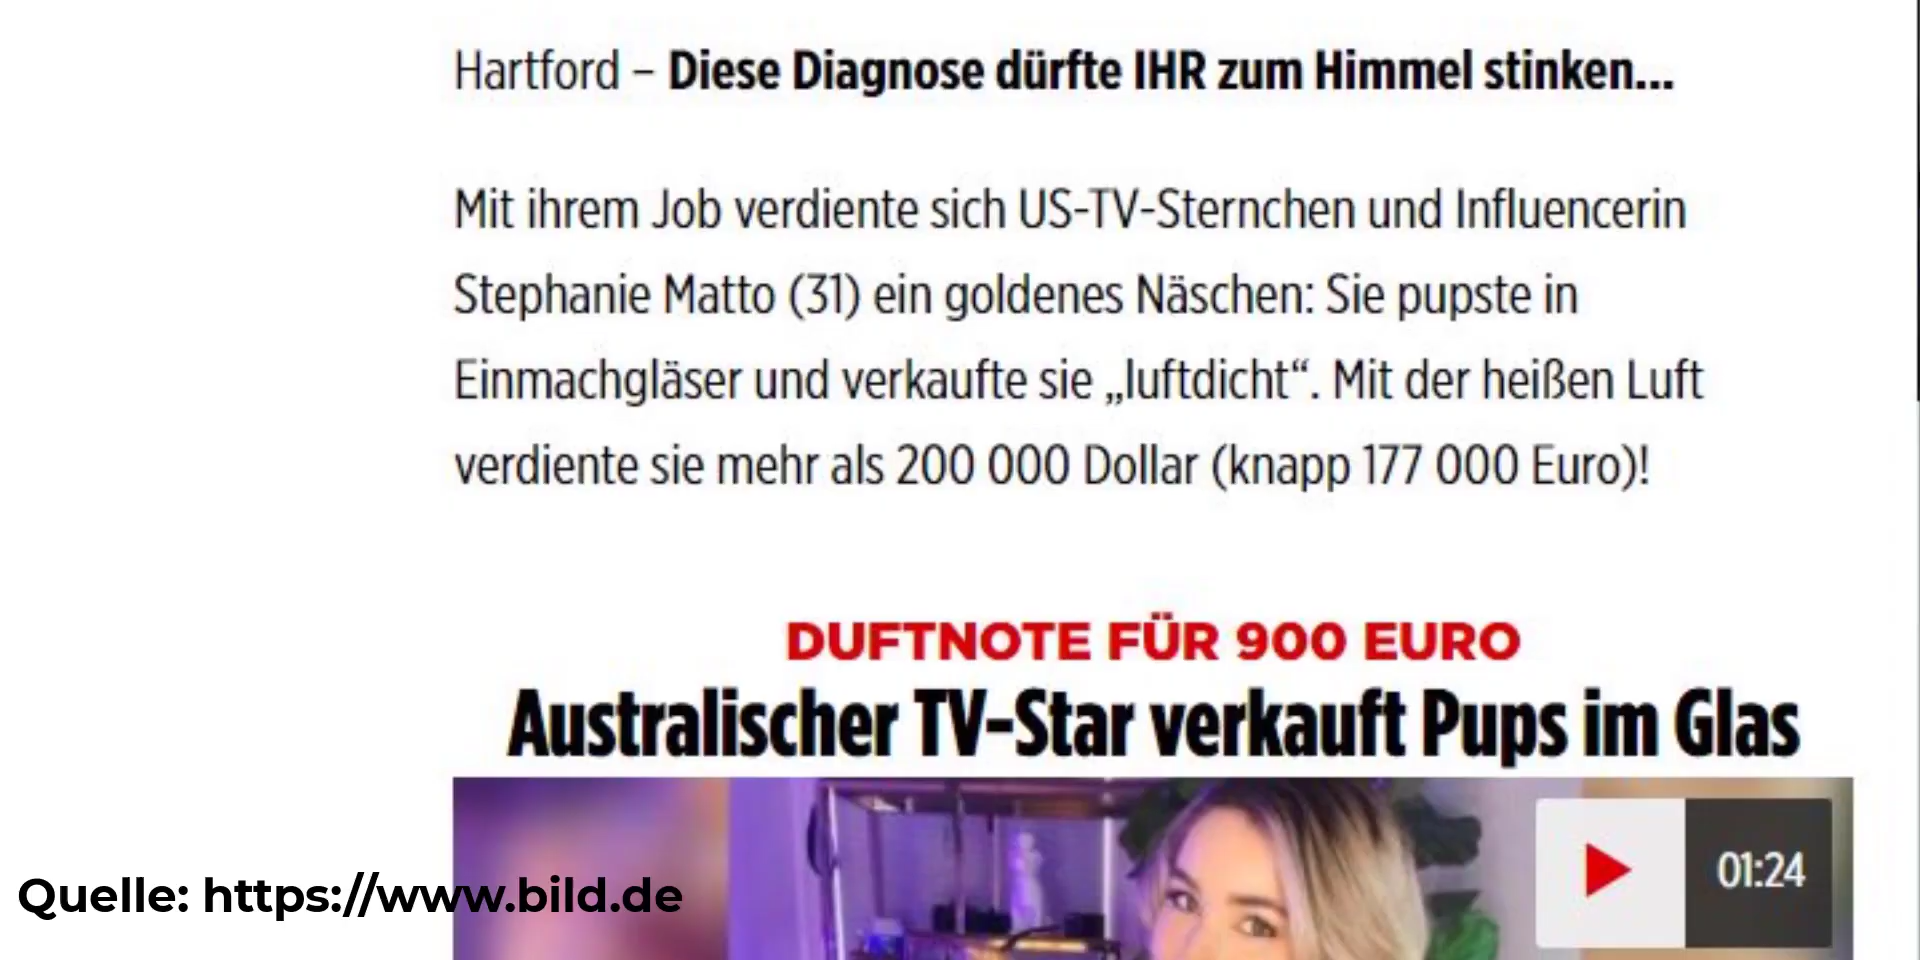 Hartford – Diese Diagnose dürfte IHR zum Himmel stinken...
Mit ihrem Job verdiente sich US-TV-Sternchen und Influencerin
Stephanie Matto (31) ein goldenes Näschen: Sie pupste in
Einmachgläser und verkaufte sie „luftdicht“. Mit der heißen Luft
verdiente sie mehr als 200 000 Dollar (knapp 177 000 Euro)!
DUFTNOTE FÜR 900 EURO
Australischer TV-Star verkauft Pups im Glas
01:24
Quelle: https://www.bild.de